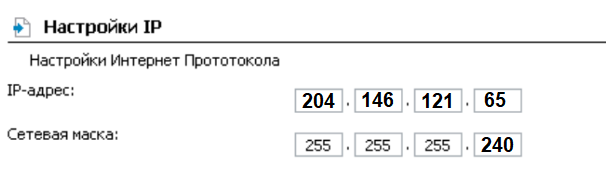 Настройки IP
Настройки Интернет Прототокола
IP-адрес: 204 . 146 . 121 . 65
Сетевая маска: 255 . 255 . 255 . 240